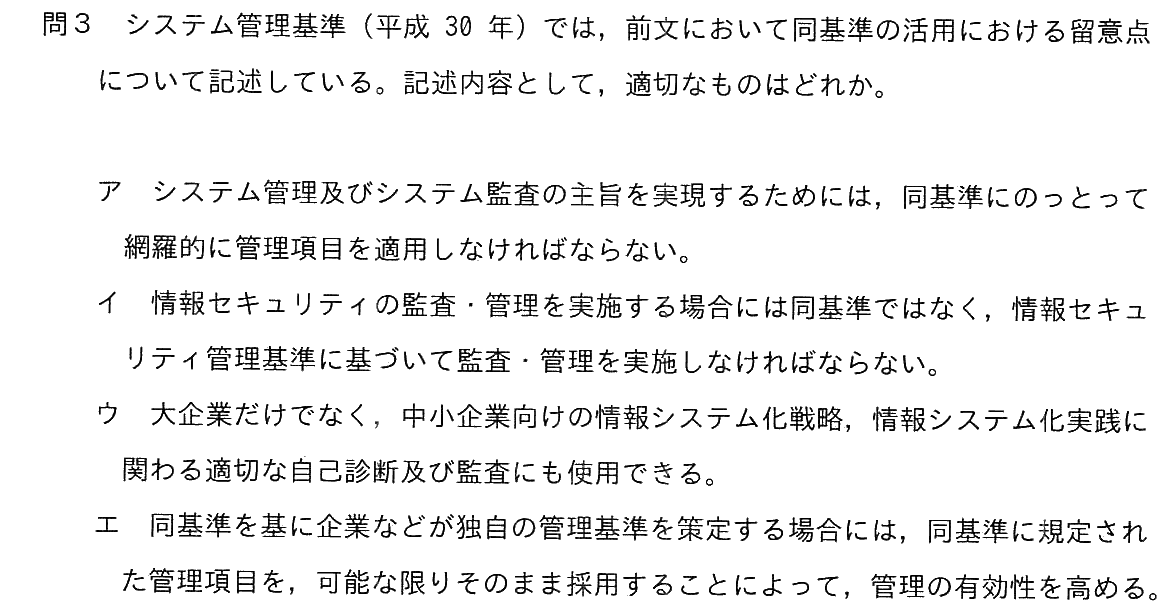 問３　システム管理基準（平成 30 年）では，前文において同基準の活用における留意点
について記述している。記述内容として，適切なものはどれか。
ア　システム管理及びシステム監査の主旨を実現するためには，同基準にのっとって
網羅的に管理項目を適用しなければならない。
イ　情報セキュリティの監査・管理を実施する場合には同基準ではなく，情報セキュ
リティ管理基準に基づいて監査・管理を実施しなければならない。
ウ　大企業だけでなく，中小企業向けの情報システム化戦略，情報システム化実践に
関わる適切な自己診断及び監査にも使用できる。
エ　同基準を基に企業などが独自の管理基準を策定する場合には，同基準に規定され
た管理項目を，可能な限りそのまま採用することによって，管理の有効性を高める。